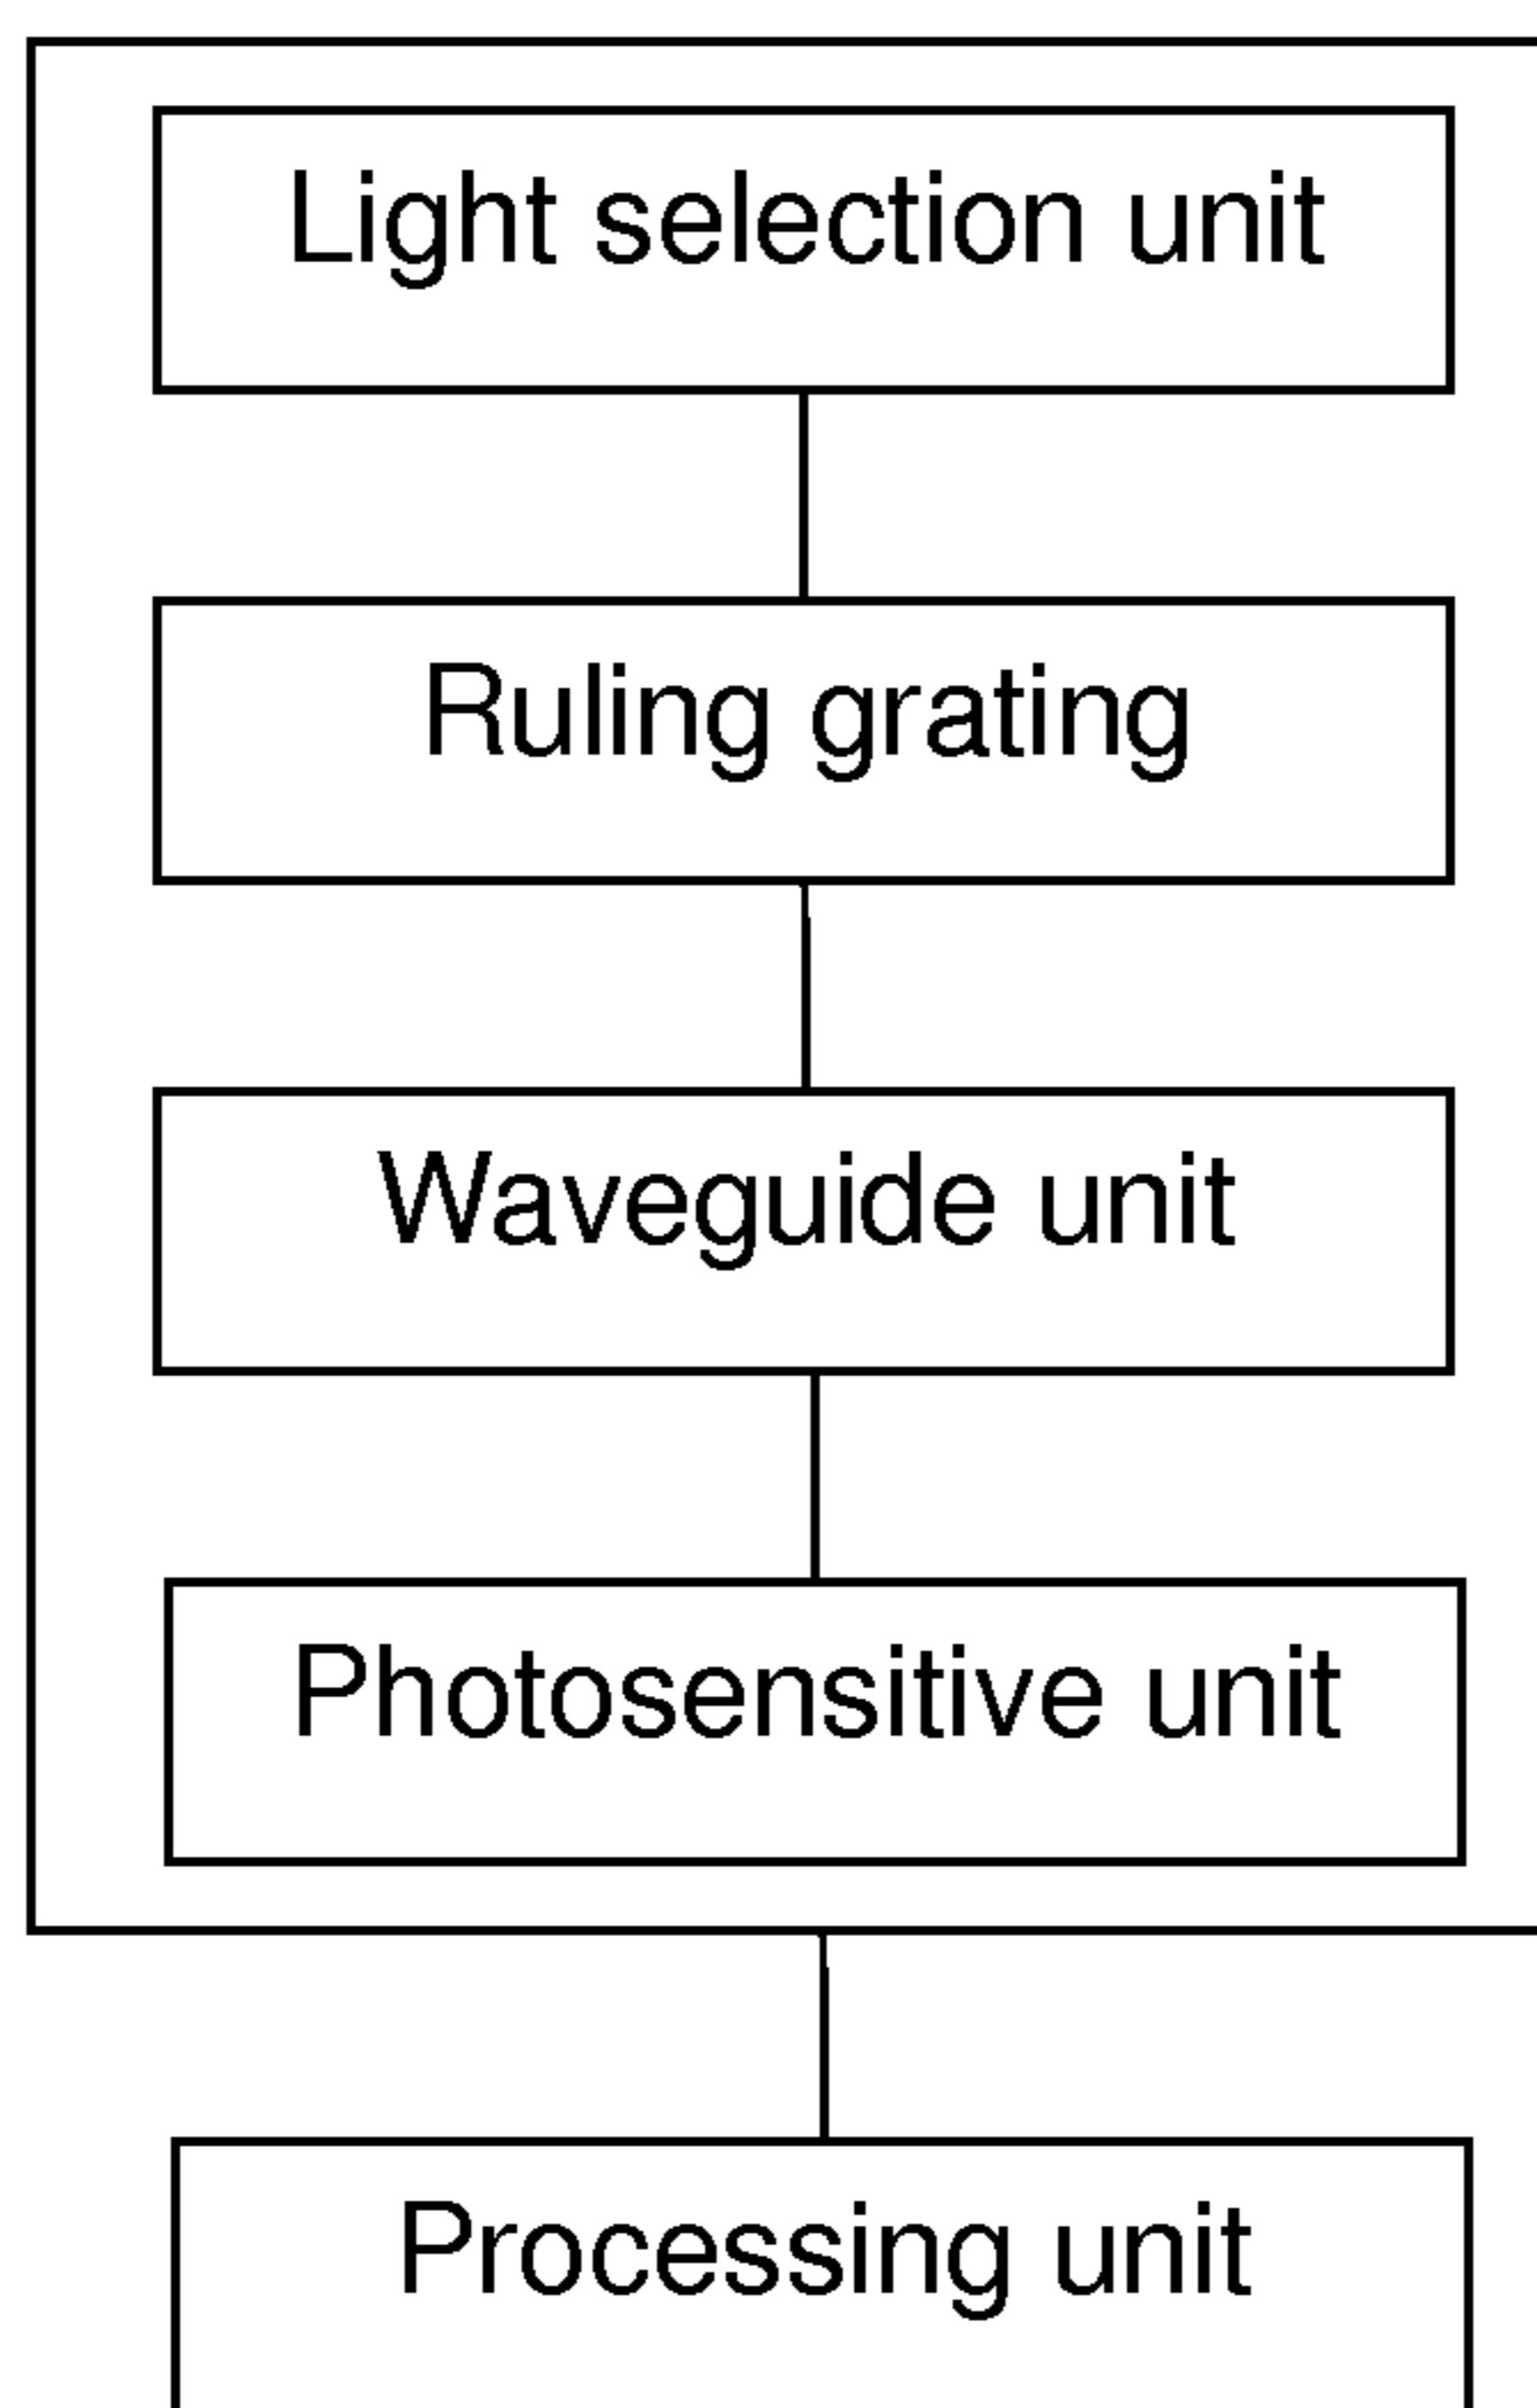 Light selection unit
Ruling grating
Waveguide unit
Photosensitive unit
Processing unit